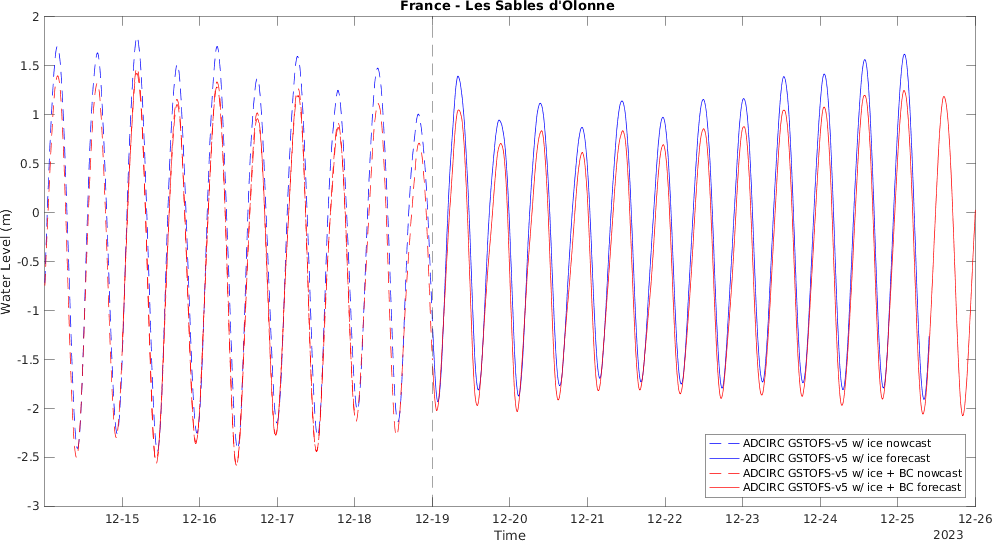 France - Les Sables d'Olonne
2
1.5
1
0.5
0
-0.5
-1
-1.5
-2
-2.5
-3
Water Level (m)
ADCIRC GSTOFS-v5 w/ ice nowcast
ADCIRC GSTOFS-v5 w/ ice forecast
ADCIRC GSTOFS-v5 w/ ice + BC nowcast
ADCIRC GSTOFS-v5 w/ ice + BC forecast
12-15 12-16 12-17 12-18 12-19 12-20 12-21 12-22 12-23 12-24 12-25 12-26
Time
2023